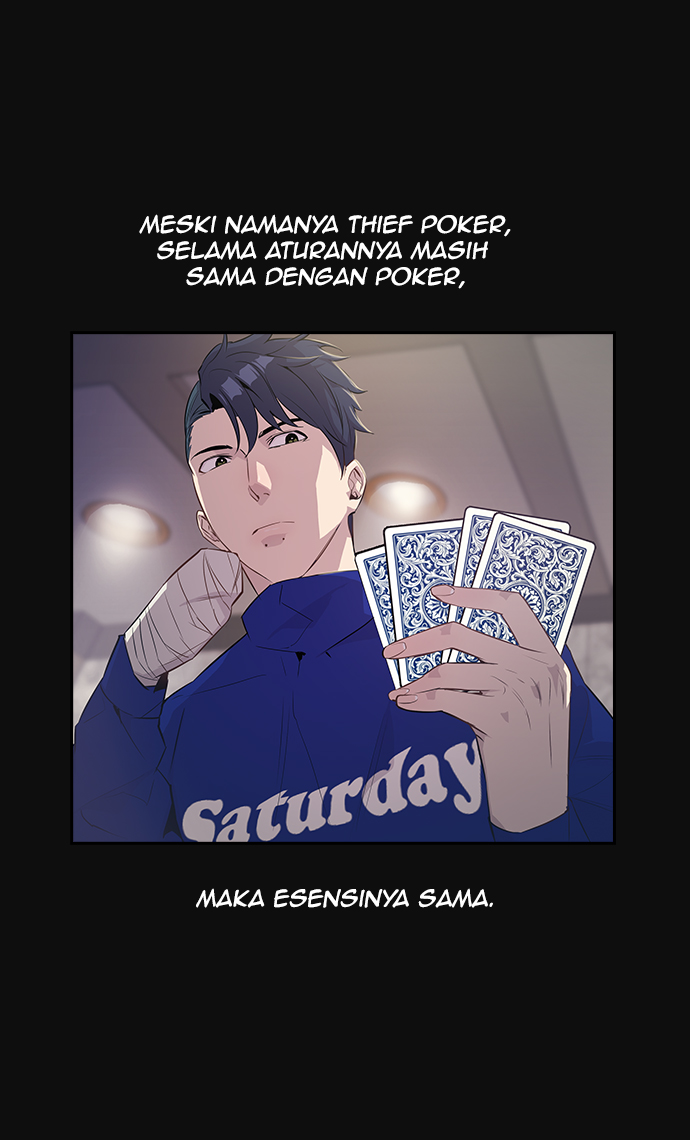 MESKI NAMANYA THIEF POKER,
SELAMA ATURANNYA MASIH
SAMA DENGAN POKER,
Saturday
MAKA ESENSINYA SAMA.